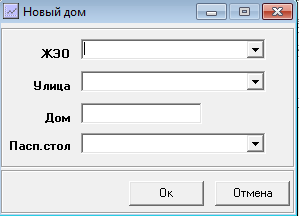 Новый дом
ЖЭО
Улица
Дом
Пасп.стол
Ок
Отмена